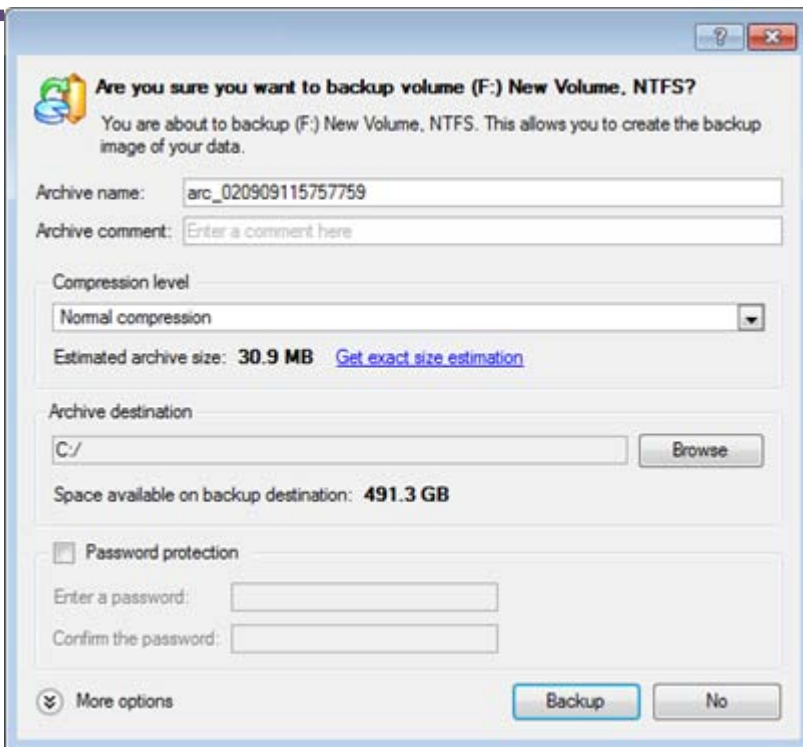 Are you sure you want to backup volume (F:) New Volume, NTFS?
You are about to backup (F:) New Volume, NTFS. This allows you to create the backup
image of your data.
Archive name: arc_020909115757759
Archive comment: Enter a comment here
Compression level
Normal compression
Estimated archive size: 30.9 MB Get exact size estimation
Archive destination
C:/ Browse
Space available on backup destination: 491.3 GB
Password protection
Enter a password:
Confirm the password:
More options Backup No